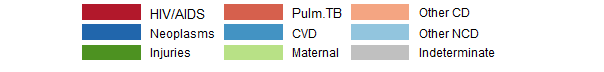 HIV/AIDS Pulm.TB Other CD
Neoplasms CVD Other NCD
Injuries Maternal Indeterminate